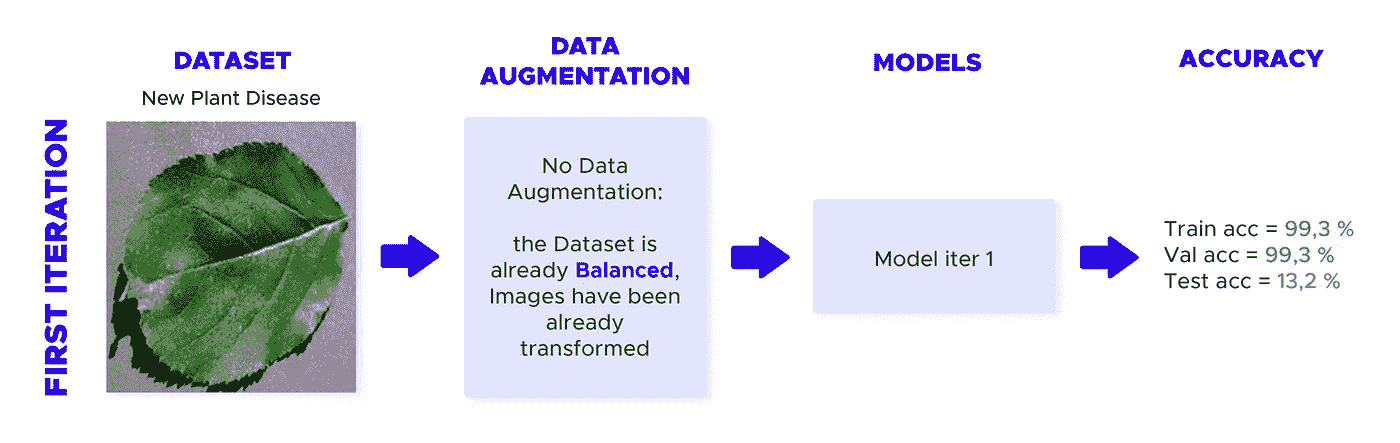 FIRST ITERATION
DATASET
New Plant Disease
DATA
AUGMENTATION
No Data
Augmentation:
the Dataset is
already Balanced,
Images have been
already
transformed
MODELS
Model iter 1
ACCURACY
Train acc = 99,3 %
Val acc = 99,3 %
Test acc = 13,2 %